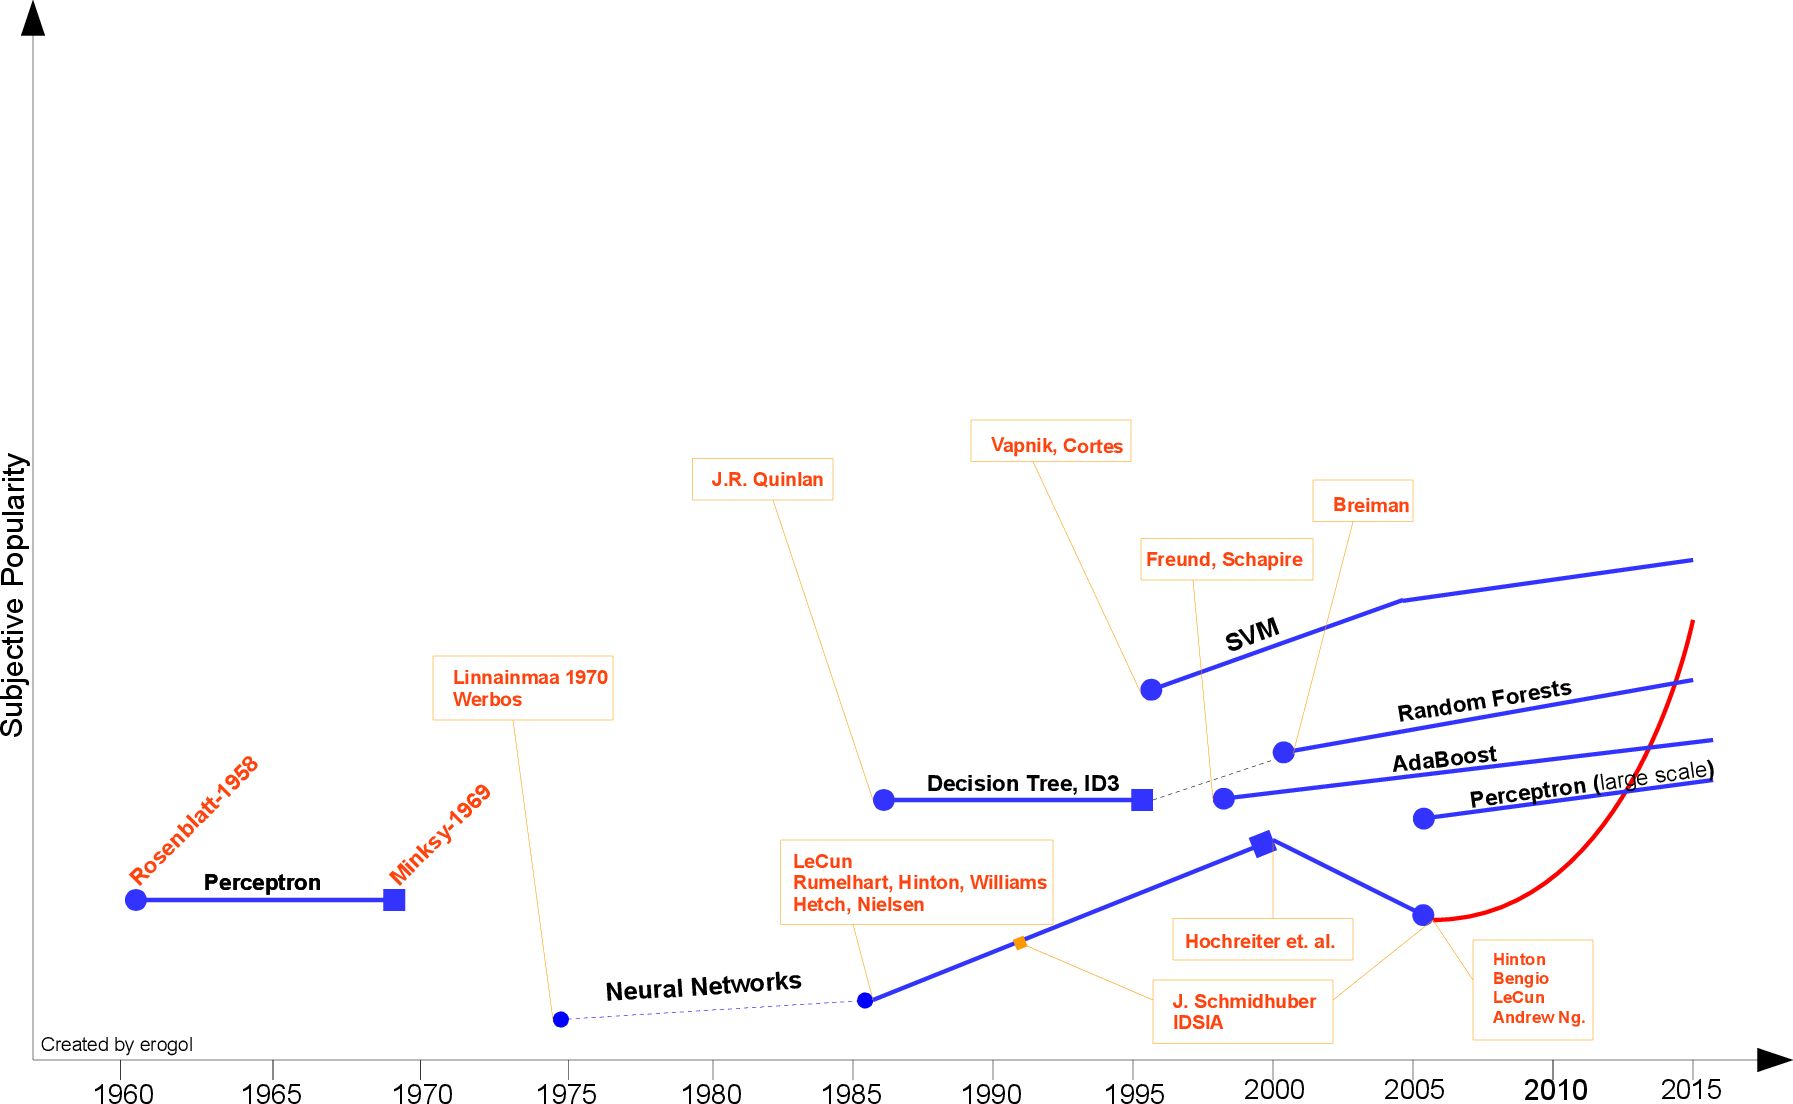 Subjective Popularity
Vapnik, Cortes
J.R. Quinlan
Breiman
Freund, Schapire
SVM
Linnainmaa 1970
Werbos
Random Forests
AdaBoost
Perceptron (large scale)
Decision Tree, ID3
Rosenblatt-1958
Minksy-1969
Perceptron
LeCun
Rumelhart, Hinton, Williams
Hetch, Nielsen
Hochreiter et. al.
Neural Networks
J. Schmidhuber
IDSIA
Hinton
Bengio
LeCun
Andrew Ng.
Created by erogol
1960 1965 1970 1975 1980 1985 1990 1995 2000 2005 2010 2015